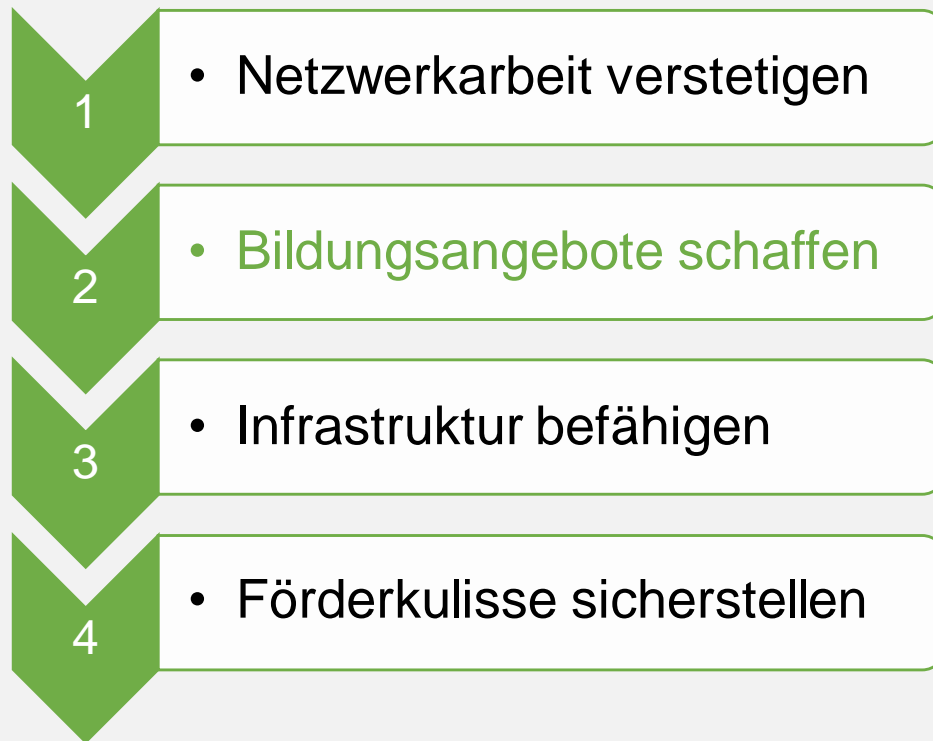 1
• Netzwerkarbeit verstetigen
2
• Bildungsangebote schaffen
3
• Infrastruktur befähigen
4
• Förderkulisse sicherstellen